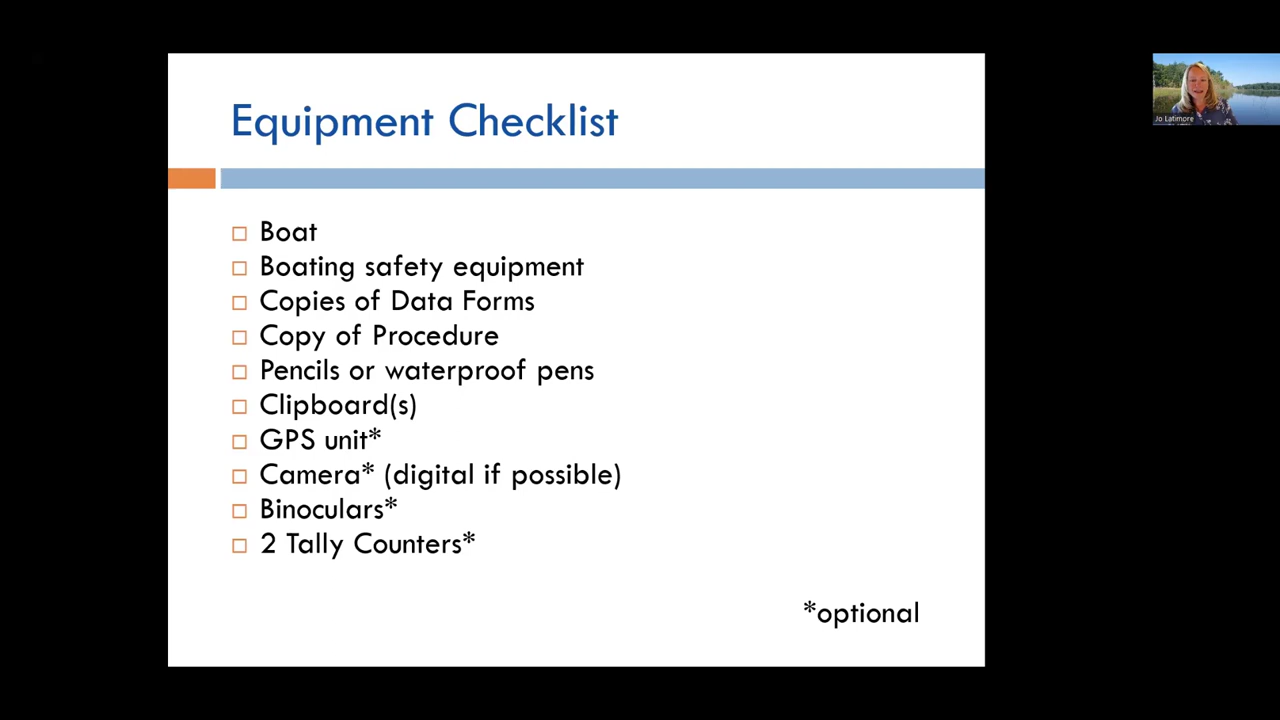 Equipment Checklist
Boat
Boating safety equipment
Copies of Data Forms
Copy of Procedure
Pencils or waterproof pens
Clipboard(s)
GPS unit*
Camera* (digital if possible)
Binoculars*
2 Tally Counters*
*optional
Jo Latimore